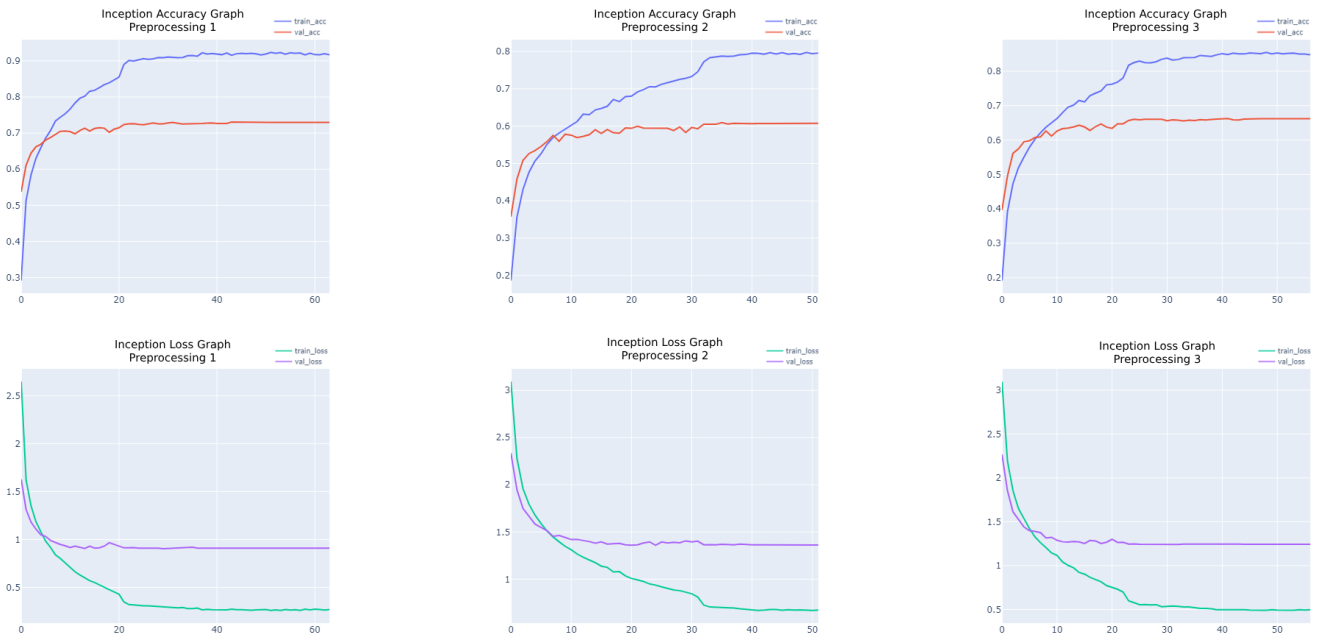 Inception Accuracy Graph
Preprocessing 1
train_acc
val_acc
0.9
0.8
0.7
0.6
0.5
0.4
0.3
0
20
40
60
Inception Accuracy Graph
Preprocessing 2
train_acc
val_acc
0.8
0.7
0.6
0.5
0.4
0.3
0.2
0
10
20
30
40
50
Inception Accuracy Graph
Preprocessing 3
train_acc
val_acc
0.8
0.7
0.6
0.5
0.4
0.3
0.2
0
10
20
30
40
50
Inception Loss Graph
Preprocessing 1
train_loss
val_loss
2.5
2
1.5
1
0.5
0
20
40
60
Inception Loss Graph
Preprocessing 2
train_loss
val_loss
3
2.5
2
1.5
1
0
10
20
30
40
50
Inception Loss Graph
Preprocessing 3
train_loss
val_loss
3
2.5
2
1.5
1
0.5
0
10
20
30
40
50